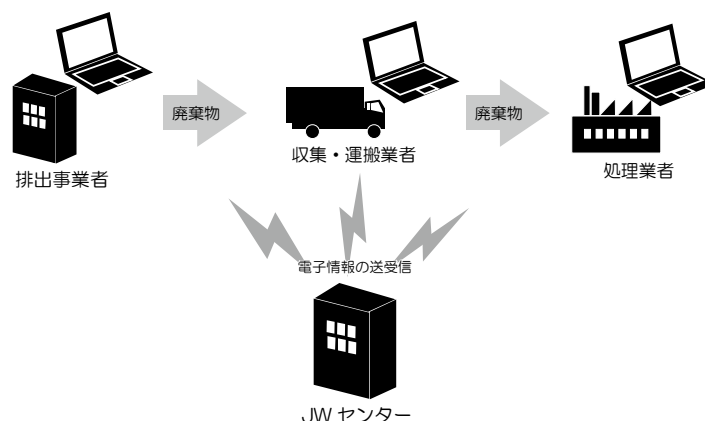 廃棄物
廃棄物
収集・運搬業者
処理業者
排出事業者
電子情報の送受信
JW センター